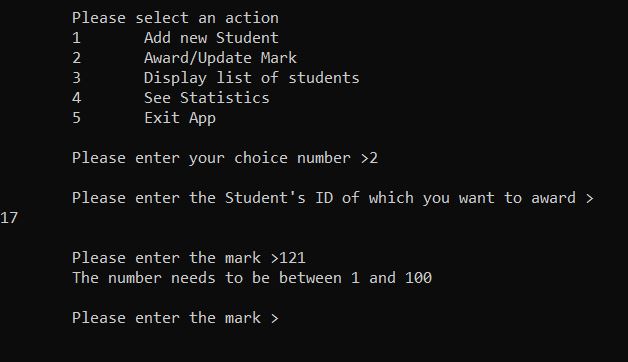 Please select an action
1 Add new Student
2 Award/Update Mark
3 Display list of students
4 See Statistics
5 Exit App
Please enter your choice number >2
Please enter the Student's ID of which you want to award >
17
Please enter the mark >121
The number needs to be between 1 and 100
Please enter the mark >